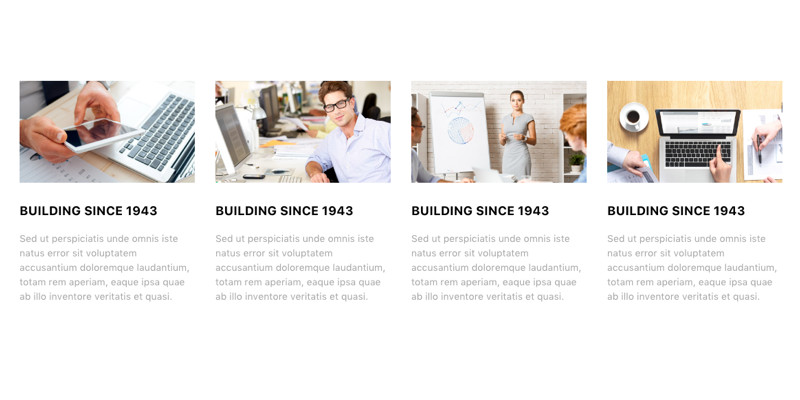 BUILDING SINCE 1943
Sed ut perspiciatis unde omnis iste
natus error sit voluptatem
accusantium doloremque laudantium,
totam rem aperiam, eaque ipsa quae
ab illo inventore veritatis et quasi.
BUILDING SINCE 1943
Sed ut perspiciatis unde omnis iste
natus error sit voluptatem
accusantium doloremque laudantium,
totam rem aperiam, eaque ipsa quae
ab illo inventore veritatis et quasi.
BUILDING SINCE 1943
Sed ut perspiciatis unde omnis iste
natus error sit voluptatem
accusantium doloremque laudantium,
totam rem aperiam, eaque ipsa quae
ab illo inventore veritatis et quasi.
BUILDING SINCE 1943
Sed ut perspiciatis unde omnis iste
natus error sit voluptatem
accusantium doloremque laudantium,
totam rem aperiam, eaque ipsa quae
ab illo inventore veritatis et quasi.